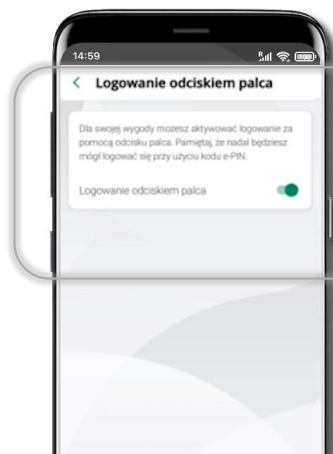 14:59
Logowanie odciskiem palca
Dla swojej wygody możesz aktywować logowanie za
pomocą odcisku palca. Pamiętaj, że nadal będziesz
mógł logować się przy użyciu kodu e-PIN.
Logowanie odciskiem palca